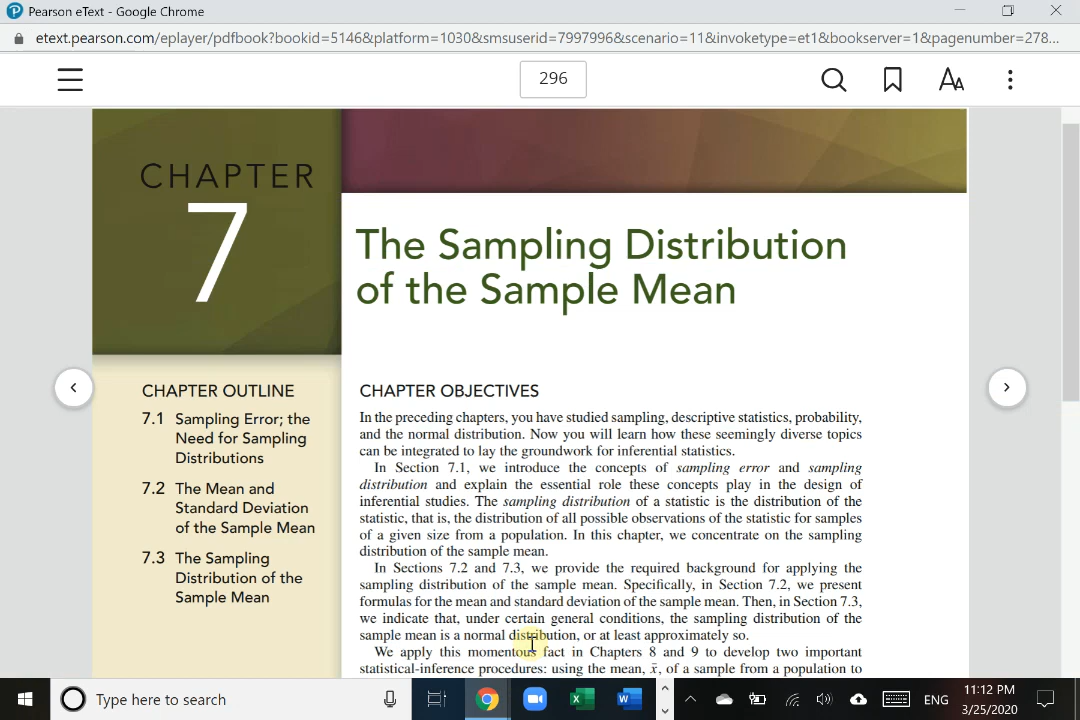 Pearson eText - Google Chrome
etext.pearson.com/eplayer/pdfbook?bookid=5146&platform=1030&smsuserid=7997996&scenario=11&invoketype=et1&bookserver=1&pagenumber=278...
296
CHAPTER
7
The Sampling Distribution
of the Sample Mean
CHAPTER OUTLINE
7.1 Sampling Error; the
Need for Sampling
Distributions
7.2 The Mean and
Standard Deviation
of the Sample Mean
7.3 The Sampling
Distribution of the
Sample Mean
CHAPTER OBJECTIVES
In the preceding chapters, you have studied sampling, descriptive statistics, probability,
and the normal distribution. Now you will learn how these seemingly diverse topics
can be integrated to lay the groundwork for inferential statistics.
In Section 7.1, we introduce the concepts of sampling error and sampling
distribution and explain the essential role these concepts play in the design of
inferential studies. The sampling distribution of a statistic is the distribution of the
statistic, that is, the distribution of all possible observations of the statistic for samples
of a given size from a population. In this chapter, we concentrate on the sampling
distribution of the sample mean.
In Sections 7.2 and 7.3, we provide the required background for applying the
sampling distribution of the sample mean. Specifically, in Section 7.2, we present
formulas for the mean and standard deviation of the sample mean. Then, in Section 7.3,
we indicate that, under certain general conditions, the sampling distribution of the
sample mean is a normal distribution, or at least approximately so.
We apply this momentous fact in Chapters 8 and 9 to develop two important
statistical-inference procedures: using the mean, x̄, of a sample from a population to
Type here to search
ENG
11:12 PM
3/25/2020